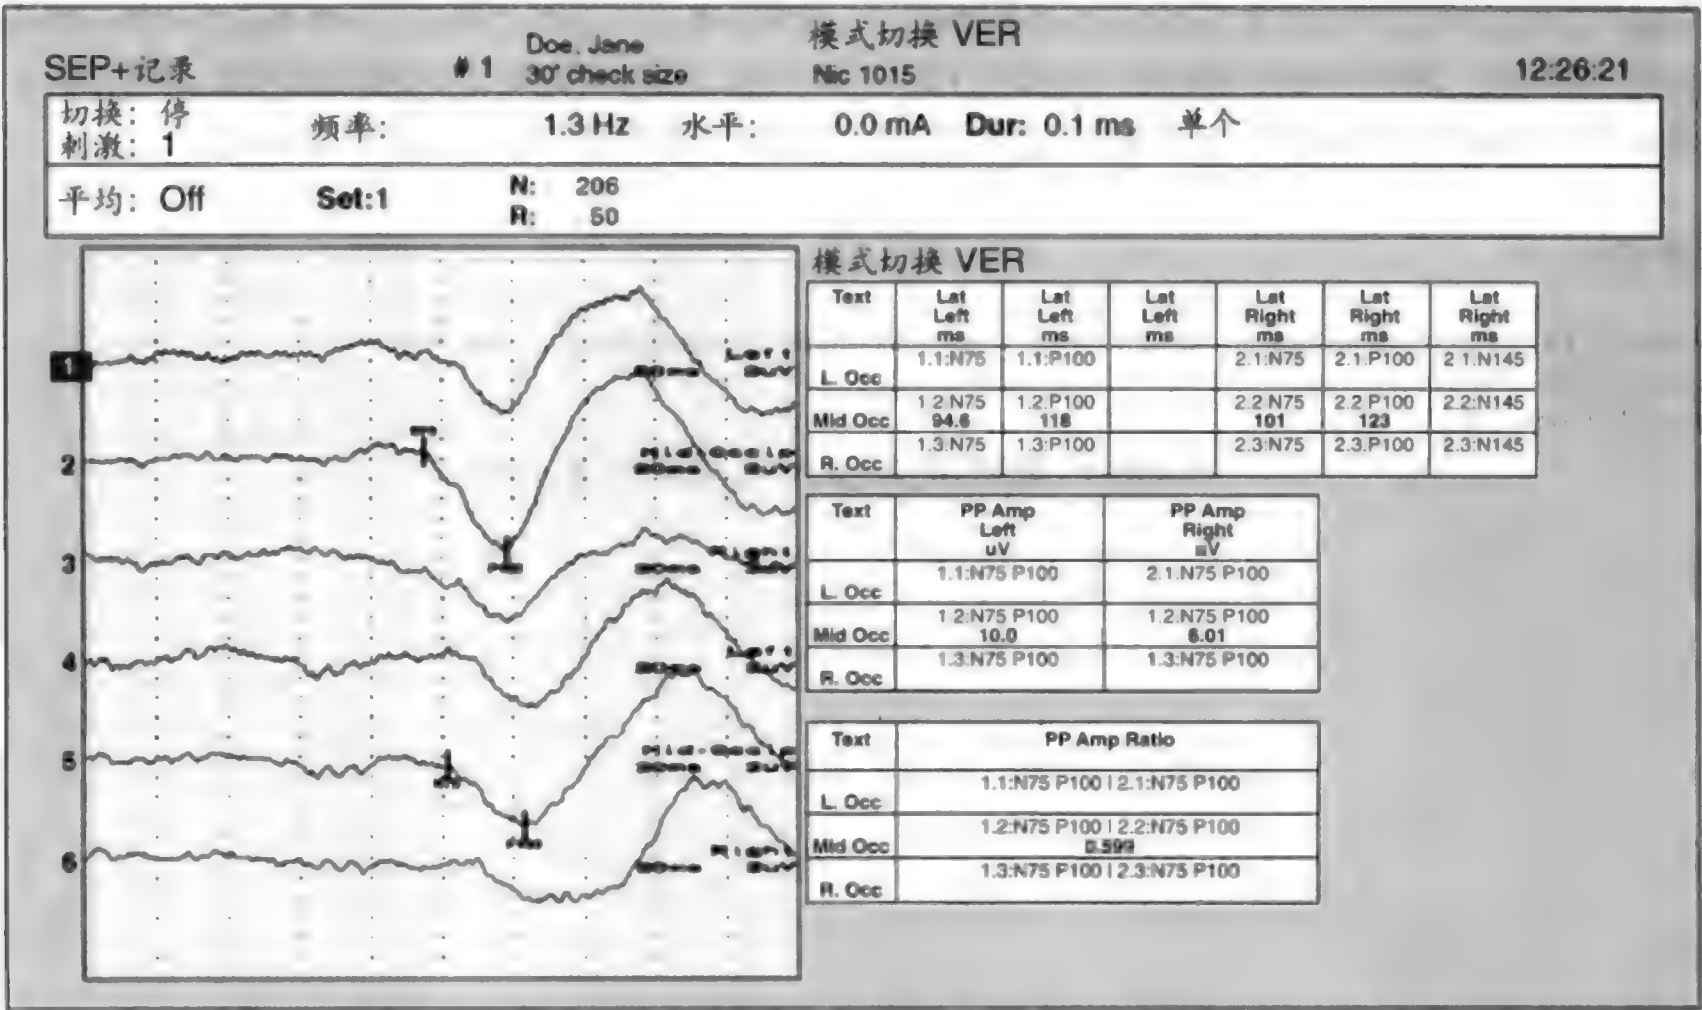 模式切换 VER
Doe. Jane
SEP+记录 # 1 30' check size Nic 1015 12:26:21
切换: 停
刺激: 1 频率: 1.3 Hz 水平: 0.0 mA Dur: 0.1 ms 单个
平均: Off Set:1 N: 206
R: 50
模式切换 VER
Text Lat Left ms Lat Left ms Lat Left ms Lat Right ms Lat Right ms Lat Right ms
L. Occ 1.1:N75 1.1:P100 2.1:N75 2.1:P100 2.1:N145
Mid Occ 1.2:N75 1.2:P100 2.2:N75 2.2:P100 2.2:N145
94.6 118 101 123
R. Occ 1.3:N75 1.3:P100 2.3:N75 2.3:P100 2.3:N145
Text PP Amp Left uV PP Amp Right
L. Occ 1.1:N75 P100 2.1:N75 P100
Mid Occ 1.2:N75 P100 1.2:N75 P100
10.0 6.01
R. Occ 1.3:N75 P100 1.3:N75 P100
Text PP Amp Ratio
L. Occ 1.1:N75 P100 | 2.1:N75 P100
Mid Occ 1.2:N75 P100 | 2.2:N75 P100
0.599
R. Occ 1.3:N75 P100 | 2.3:N75 P100
1
Left
2
3
Right
4
Left
5
6
Right